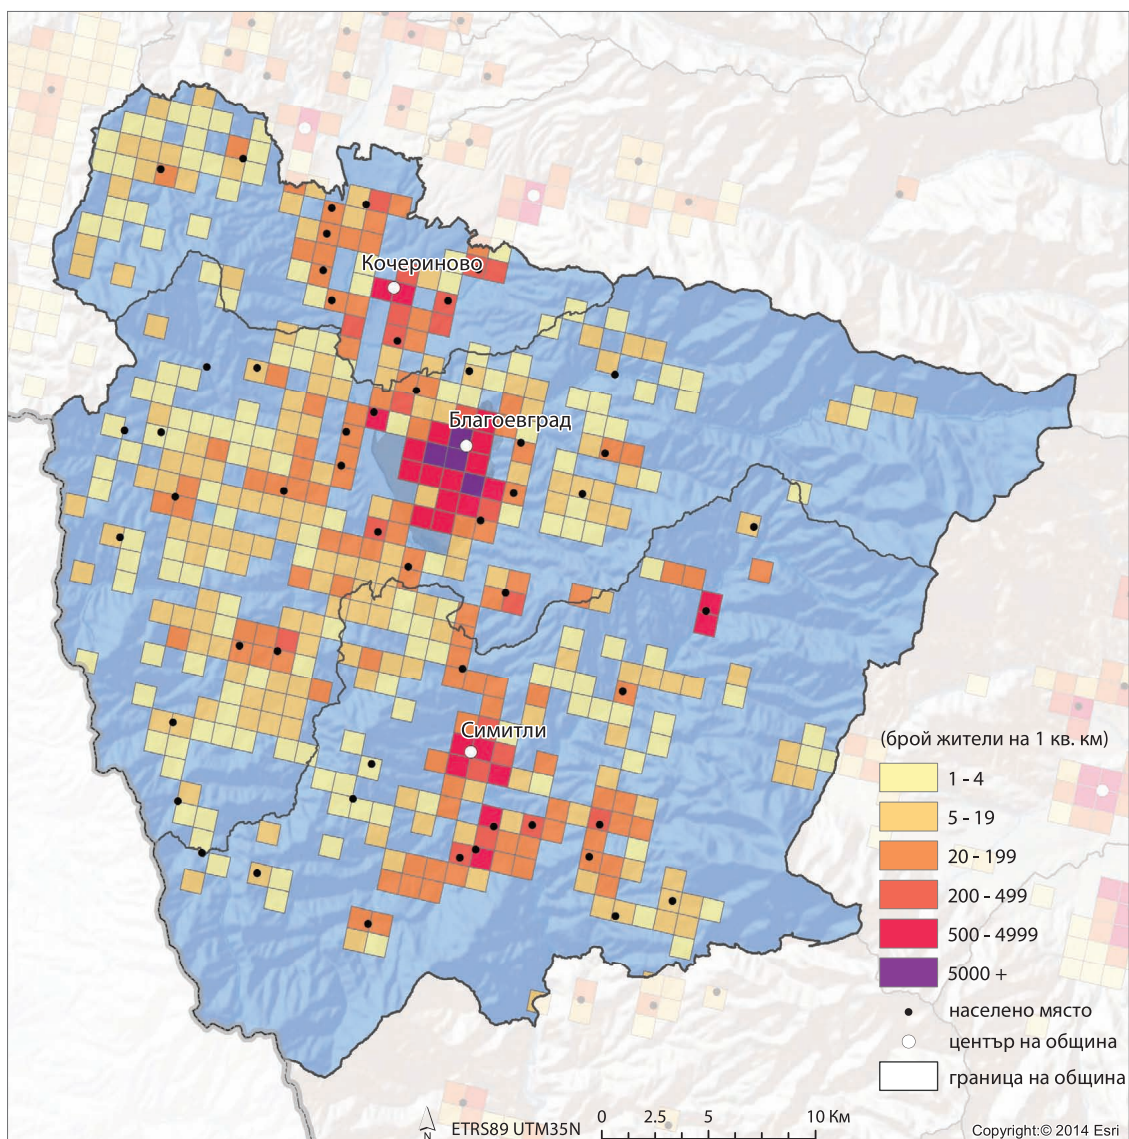 Кочериново
Благоевград
Симитли
(брой жители на 1 кв. км)
1 - 4
5 - 19
20 - 199
200 - 499
500 - 4999
5000 +
населено място
център на община
граница на община
0 2.5 5 10 Км
N
ETRS89 UTM35N
Copyright:© 2014 Esri